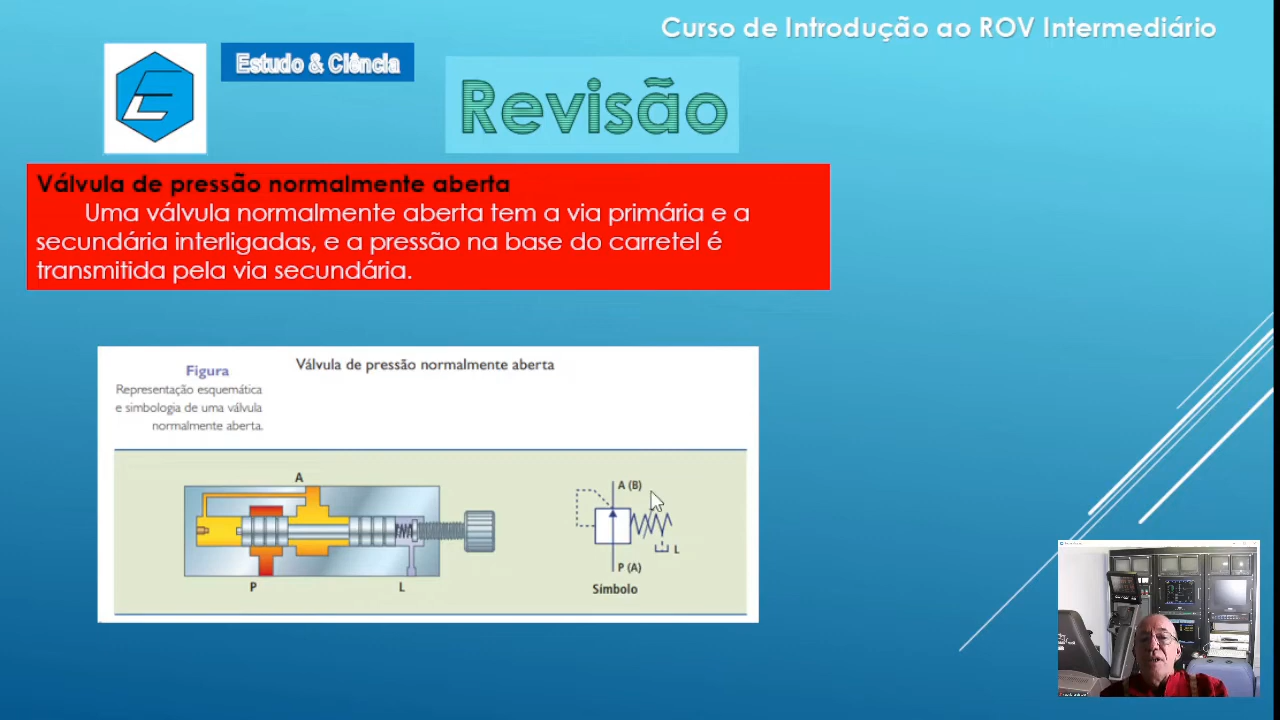 Curso de Introdução ao ROV Intermediário
Estudo & Ciência
Revisão
Válvula de pressão normalmente aberta
Uma válvula normalmente aberta tem a via primária e a
secundária interligadas, e a pressão na base do carretel é
transmitida pela via secundária.
Figura
Representação esquemática
e simbologia de uma válvula
normalmente aberta.
Válvula de pressão normalmente aberta
A
P
L
A (B)
L
P (A)
Símbolo